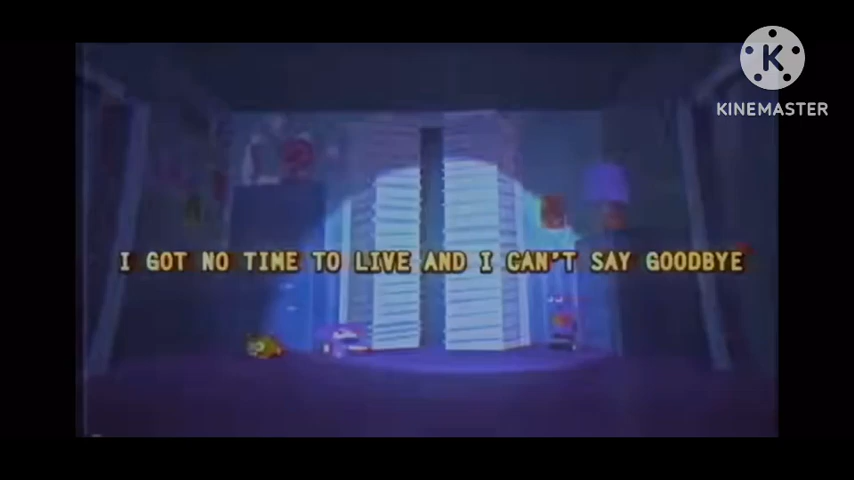 K
KINEMASTER
I GOT NO TIME TO LIVE AND I CAN'T SAY GOODBYE